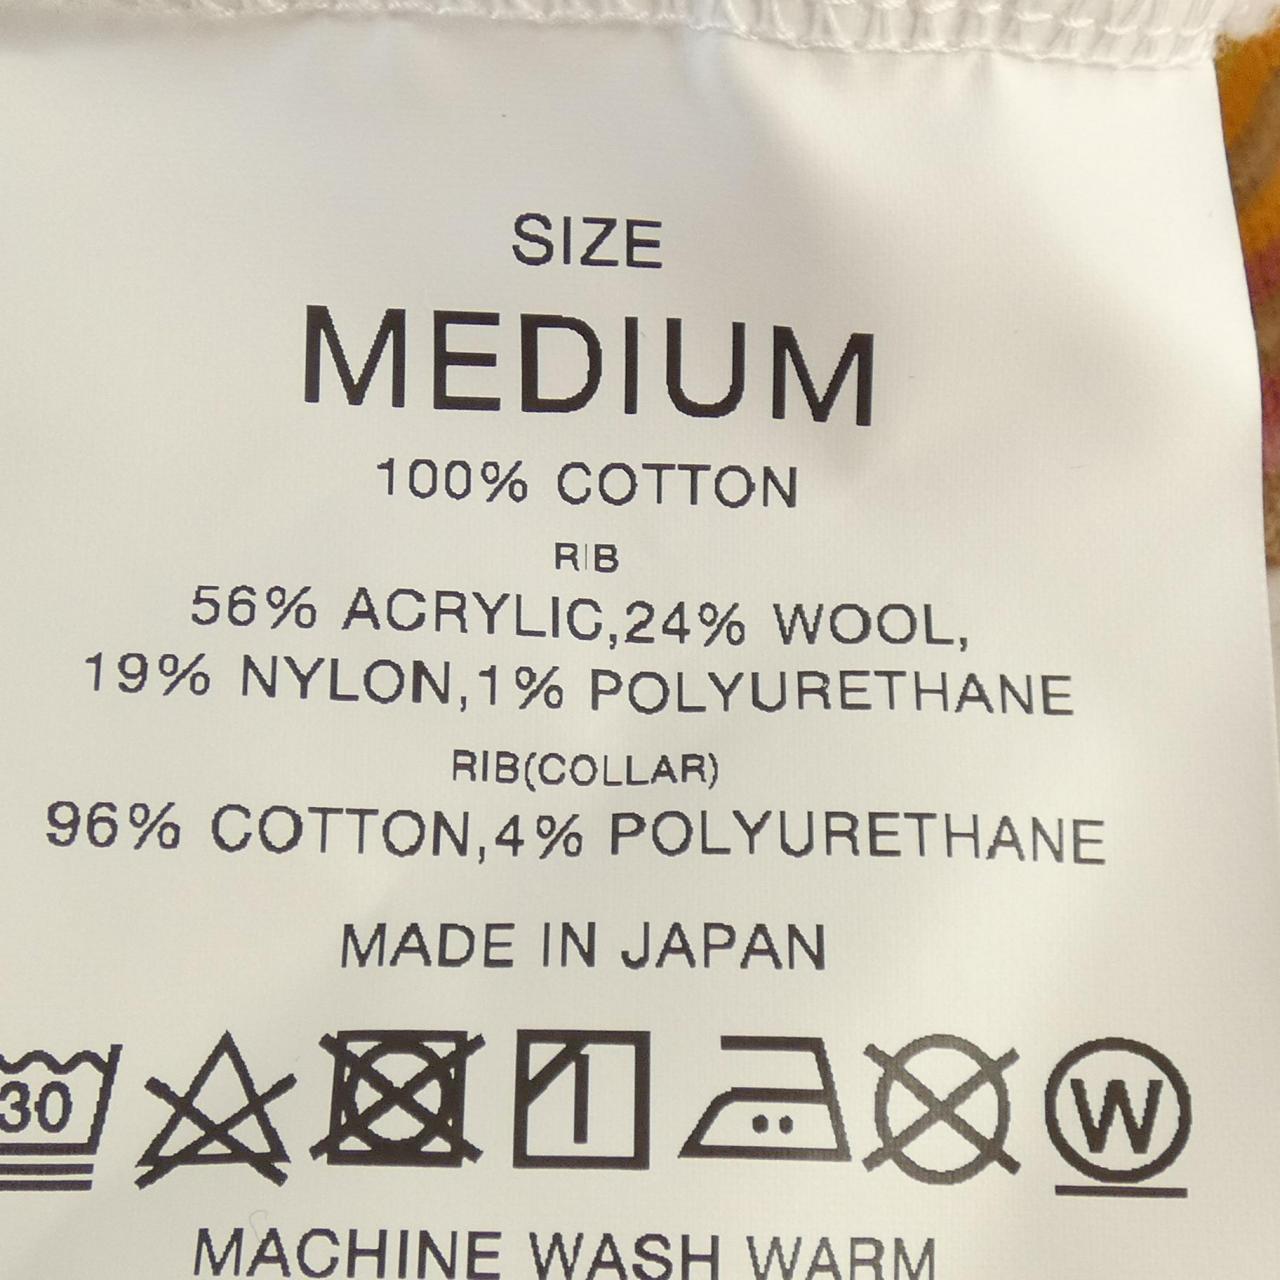 SIZE
MEDIUM
100% COTTON
RIB
56% ACRYLIC,24% WOOL,
19% NYLON,1% POLYURETHANE
RIB(COLLAR)
96% COTTON,4% POLYURETHANE
MADE IN JAPAN
30 W
MACHINE WASH WARM